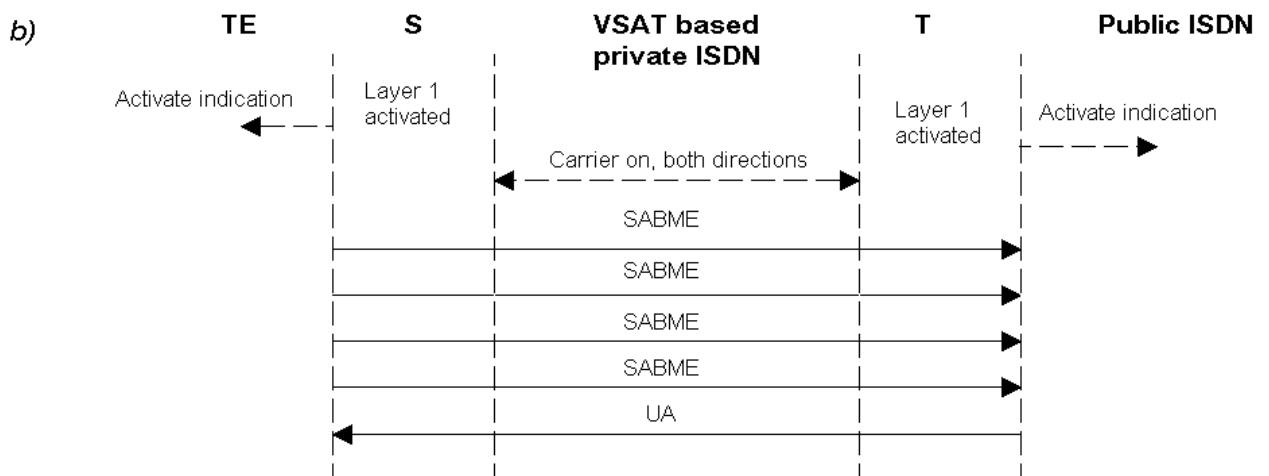 b)
TE S VSAT based private ISDN T Public ISDN
Activate indication
Layer 1
activated
Layer 1
activated
Activate indication
Carrier on, both directions
SABME
SABME
SABME
SABME
UA